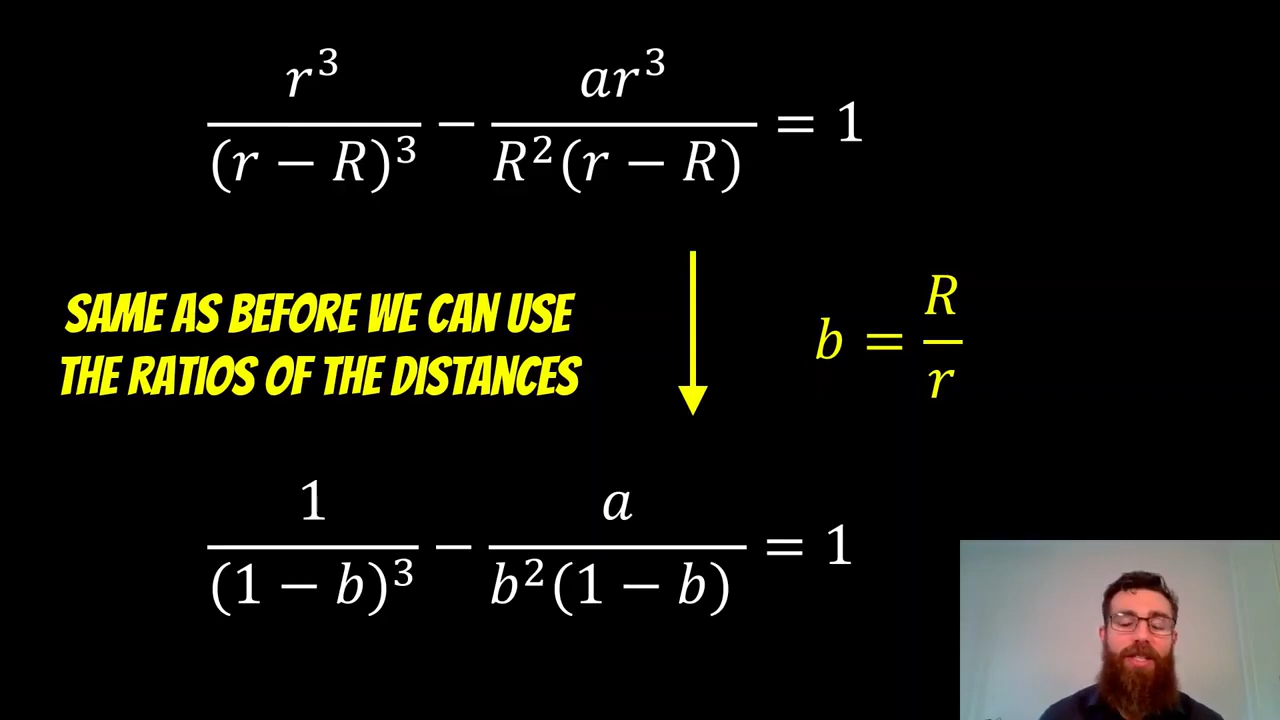 r³/(r − R)³ − ar³/R²(r − R) = 1
SAME AS BEFORE WE CAN USE
THE RATIOS OF THE DISTANCES
b = R/r
1/(1 − b)³ − a/b²(1 − b) = 1